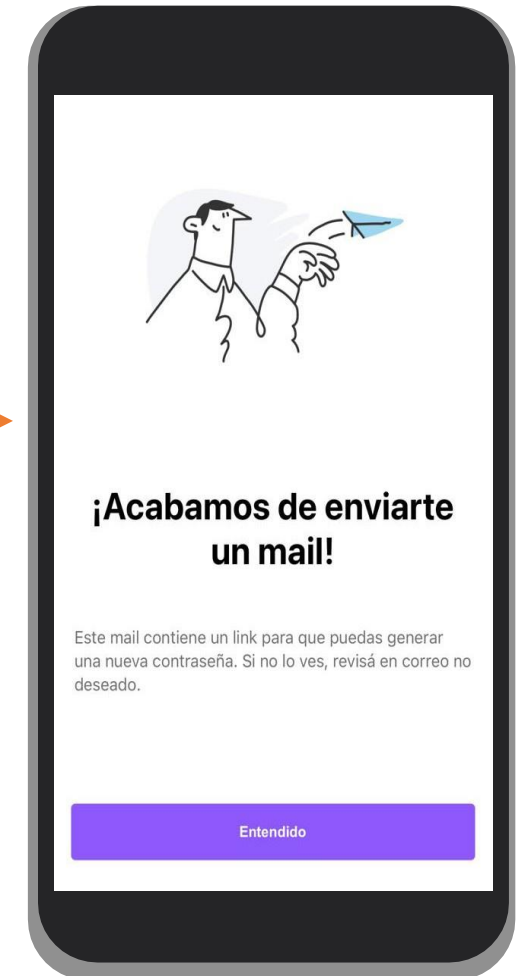 ¡Acabamos de enviarte
un mail!
Este mail contiene un link para que puedas generar
una nueva contraseña. Si no lo ves, revisá en correo no
deseado.
Entendido